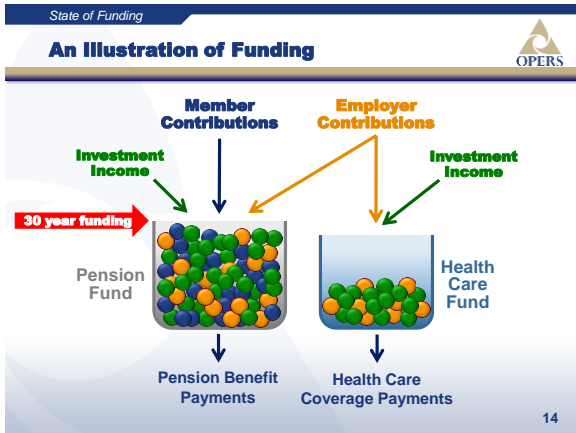 State of Funding
An Illustration of Funding
OPERS
Member
Contributions
Employer
Contributions
Investment
Income
Investment
Income
30 year funding
Pension
Fund
Health
Care
Fund
Pension Benefit
Payments
Health Care
Coverage Payments
14